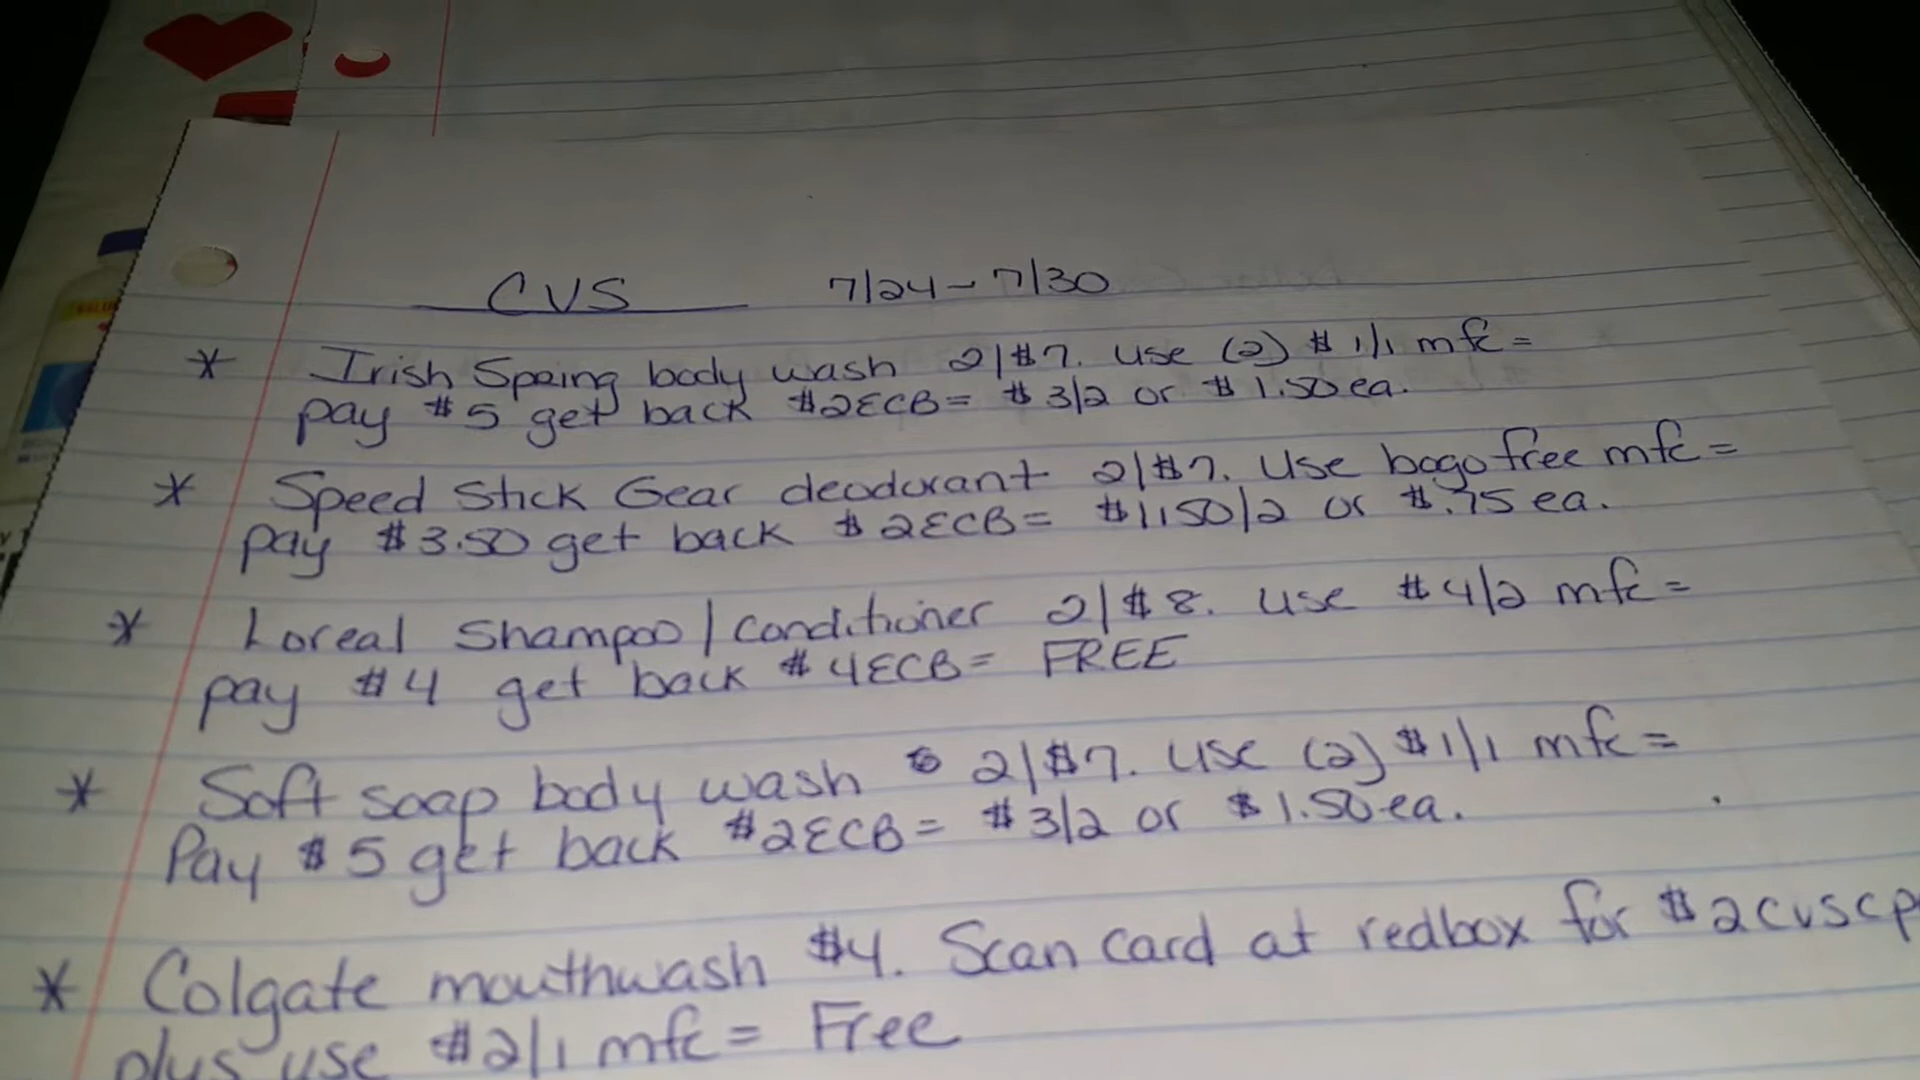 CVS 7/24-7/30
* Irish Spring body wash 2/$7. use (2) $1/1 mfc =
pay $5 get back $2ECB = $3/2 or $1.50 ea.
* Speed Stick Gear deodorant 2/$7. Use bogo free mfc =
pay $3.50 get back $2ECB = $1.50/2 or $.75 ea.
* Loreal Shampoo/conditioner 2/$8. use $4/2 mfc =
pay $4 get back $4ECB = FREE
* Soft soap body wash 2/$7. use (2) $1/1 mfc =
Pay $5 get back $2ECB = $3/2 or $1.50 ea.
* Colgate mouthwash $4. Scan card at redbox for $2cvscp
plus use $2/1 mfc = Free